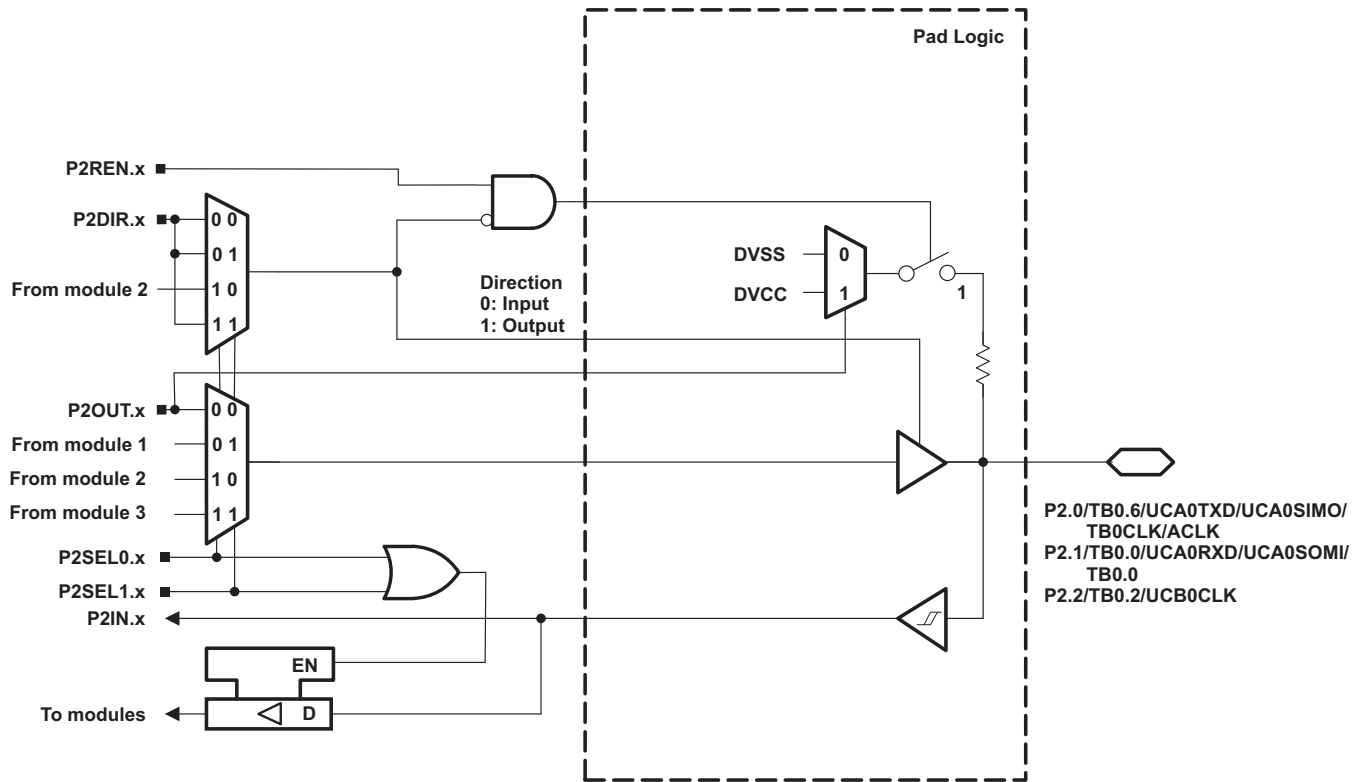 Pad Logic
P2REN.x
P2DIR.x
0 0
0 1
From module 2
1 0
1 1
Direction
0: Input
1: Output
DVSS
0
DVCC
1
1
P2OUT.x
0 0
From module 1
0 1
From module 2
1 0
From module 3
1 1
P2SEL0.x
P2SEL1.x
P2IN.x
EN
To modules
D
P2.0/TB0.6/UCA0TXD/UCA0SIMO/
TB0CLK/ACLK
P2.1/TB0.0/UCA0RXD/UCA0SOMI/
TB0.0
P2.2/TB0.2/UCB0CLK